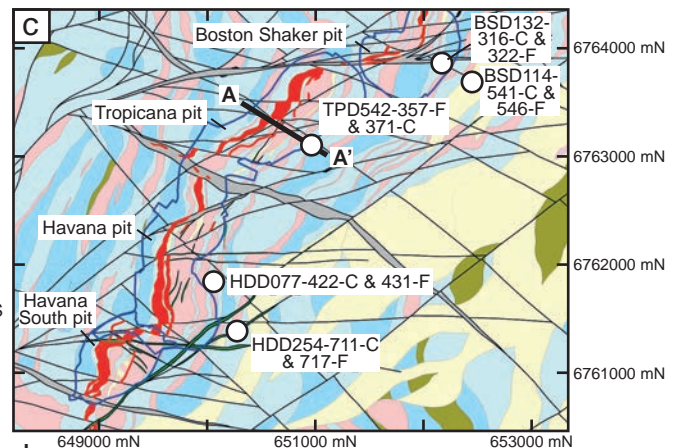 C
BSD132-
316-C &
322-F
Boston Shaker pit
6764000 mN
BSD114-
541-C &
546-F
A
TPD542-357-F
& 371-C
Tropicana pit
A'
6763000 mN
Havana pit
6762000 mN
HDD077-422-C & 431-F
s
Havana
South pit
HDD254-711-C
& 717-F
6761000 mN
649000 mN
651000 mN
653000 mN